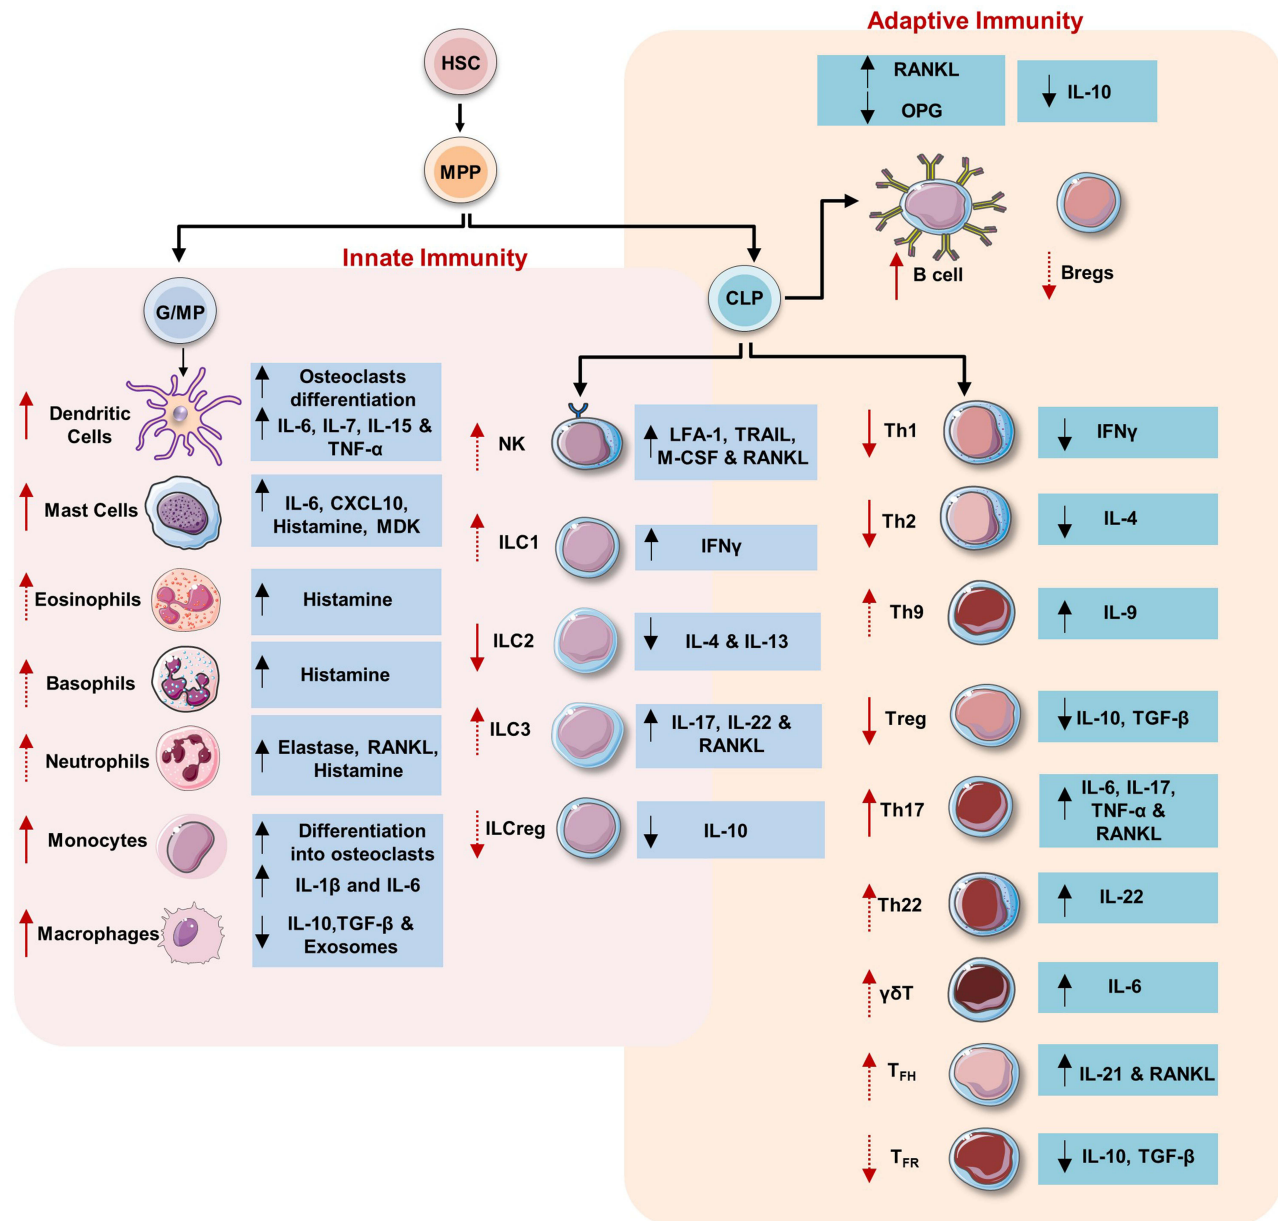 Adaptive Immunity
HSC
RANKL
OPG
IL-10
MPP
Innate Immunity
B cell
Bregs
G/MP
CLP
Dendritic
Cells
Osteoclasts
differentiation
IL-6, IL-7, IL-15 &
TNF-α
Mast Cells
IL-6, CXCL10,
Histamine, MDK
Eosinophils
Histamine
Basophils
Histamine
Neutrophils
Elastase, RANKL,
Histamine
Monocytes
Differentiation
into osteoclasts
IL-1β and IL-6
Macrophages
IL-10,TGF-β &
Exosomes
NK
LFA-1, TRAIL,
M-CSF & RANKL
ILC1
IFNγ
ILC2
IL-4 & IL-13
ILC3
IL-17, IL-22 &
RANKL
ILCreg
IL-10
Th1
IFNγ
Th2
IL-4
Th9
IL-9
Treg
IL-10, TGF-β
Th17
IL-6, IL-17,
TNF-α &
RANKL
Th22
IL-22
γδT
IL-6
TFH
IL-21 & RANKL
TFR
IL-10, TGF-β